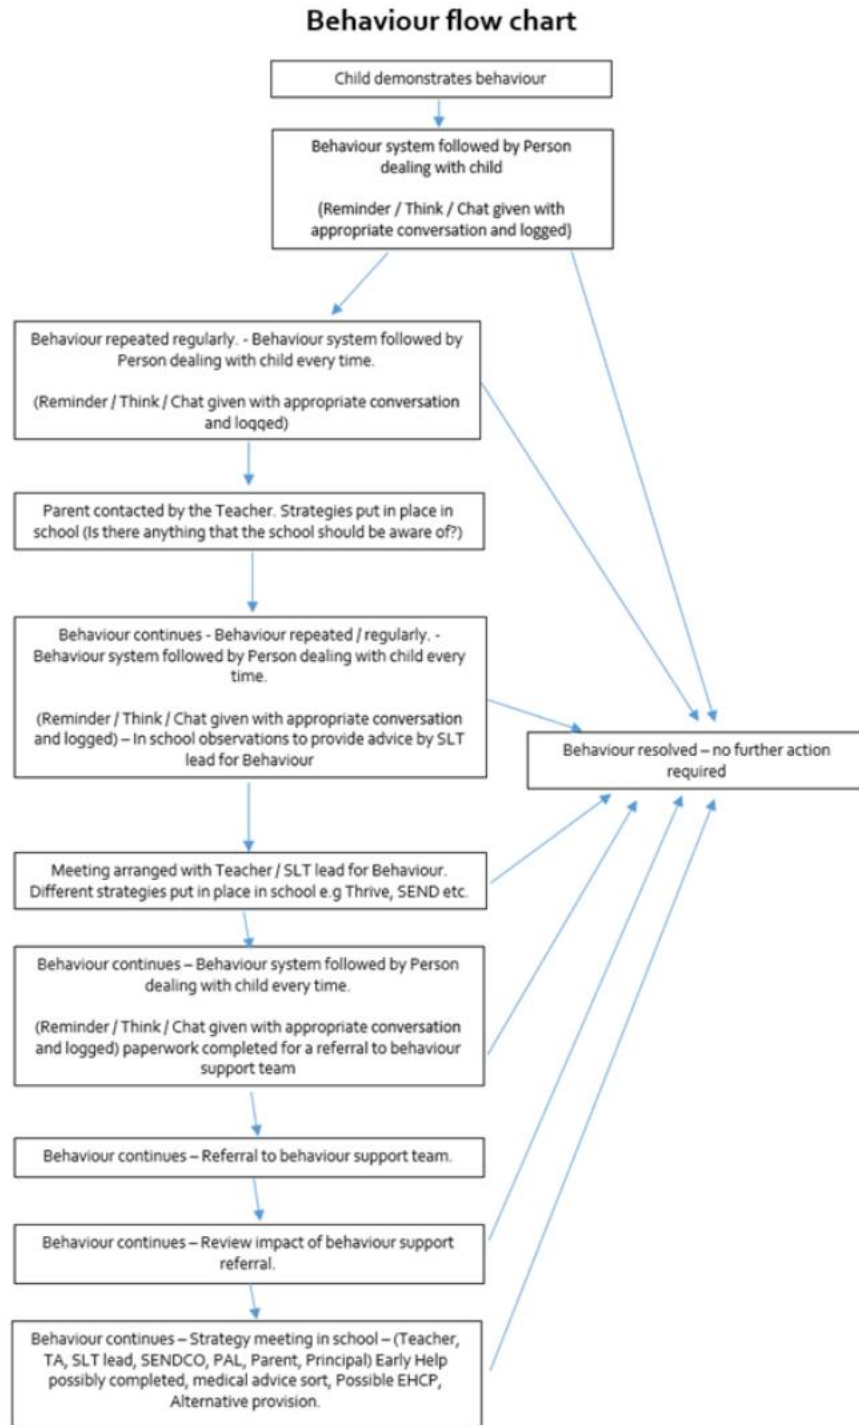 Behaviour flow chart
Child demonstrates behaviour
Behaviour system followed by Person
dealing with child
(Reminder / Think / Chat given with
appropriate conversation and logged)
Behaviour repeated regularly. - Behaviour system followed by
Person dealing with child every time.
(Reminder / Think / Chat given with appropriate conversation
and logged)
Parent contacted by the Teacher. Strategies put in place in
school (Is there anything that the school should be aware of?)
Behaviour continues - Behaviour repeated / regularly. -
Behaviour system followed by Person dealing with child every
time.
(Reminder / Think / Chat given with appropriate conversation
and logged) – In school observations to provide advice by SLT
lead for Behaviour
Behaviour resolved – no further action
required
Meeting arranged with Teacher / SLT lead for Behaviour.
Different strategies put in place in school e.g Thrive, SEND etc.
Behaviour continues – Behaviour system followed by Person
dealing with child every time.
(Reminder / Think / Chat given with appropriate conversation
and logged) paperwork completed for a referral to behaviour
support team
Behaviour continues – Referral to behaviour support team.
Behaviour continues – Review impact of behaviour support
referral.
Behaviour continues – Strategy meeting in school – (Teacher,
TA, SLT lead, SENDCO, PAL, Parent, Principal) Early Help
possibly completed, medical advice sort, Possible EHCP,
Alternative provision.